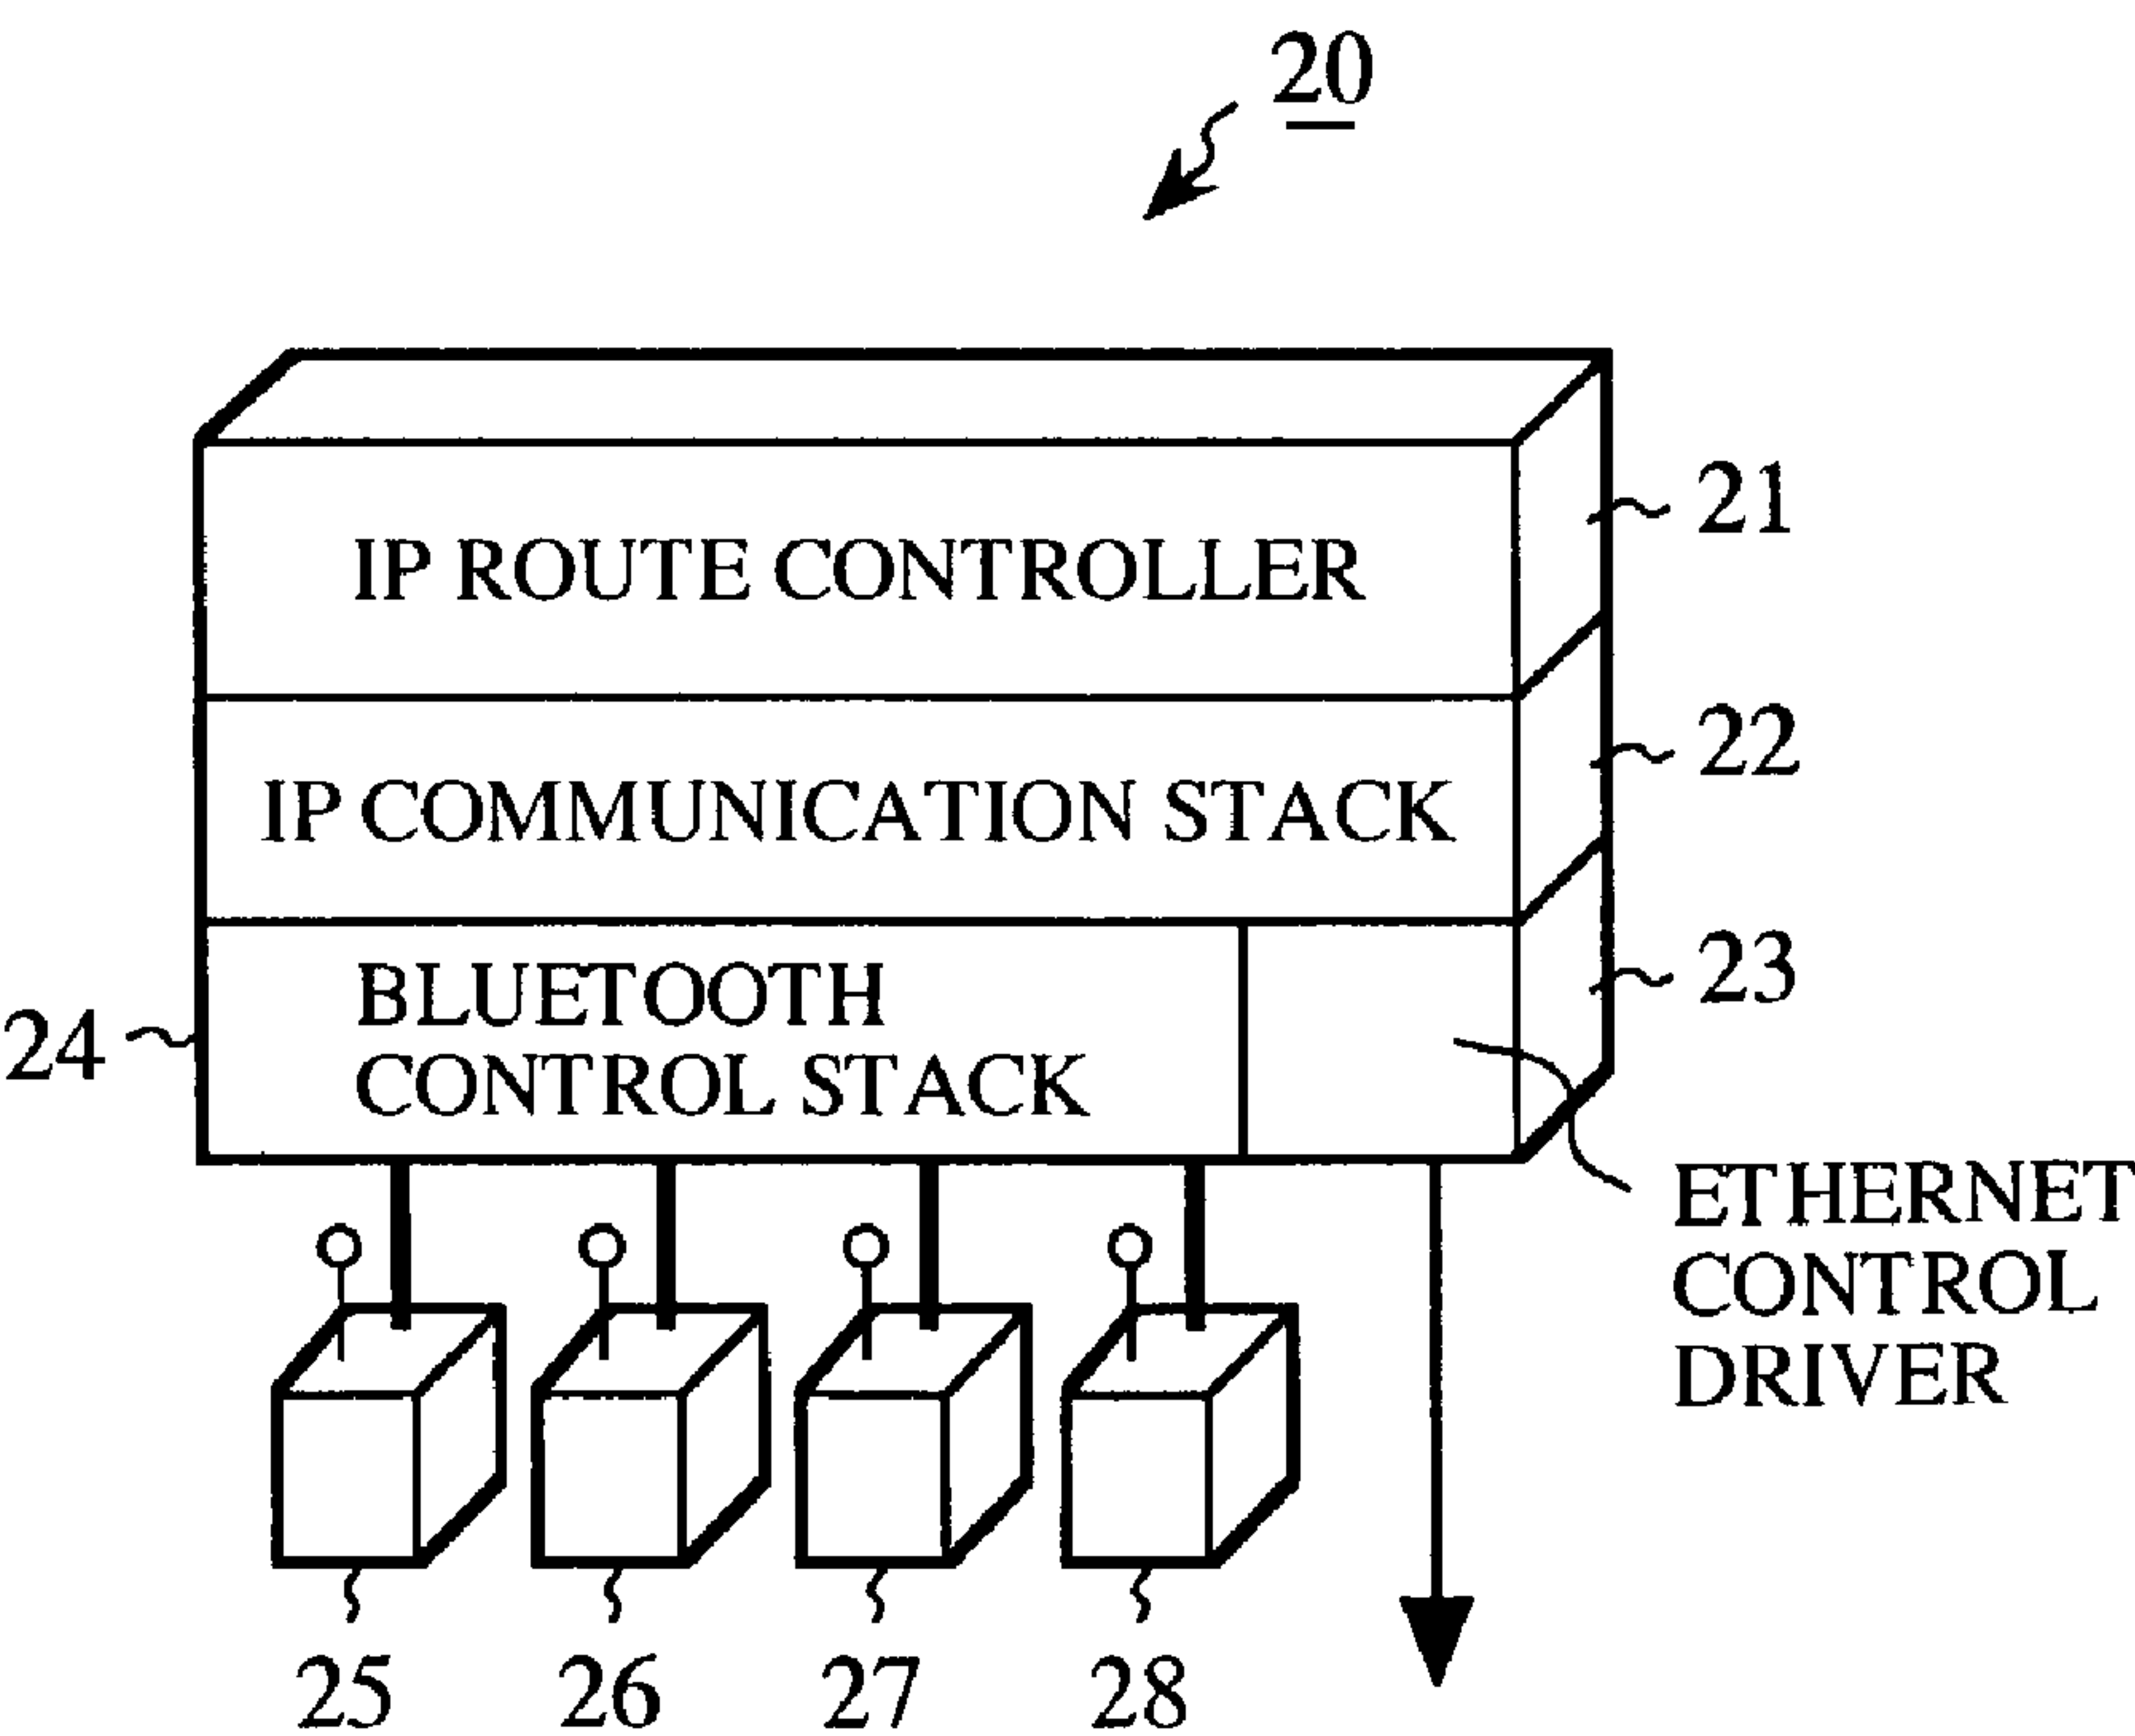 20
IP ROUTE CONTROLLER
21
IP COMMUNICATION STACK
22
BLUETOOTH
CONTROL STACK
23
24
ETHERNET
CONTROL
DRIVER
25
26
27
28